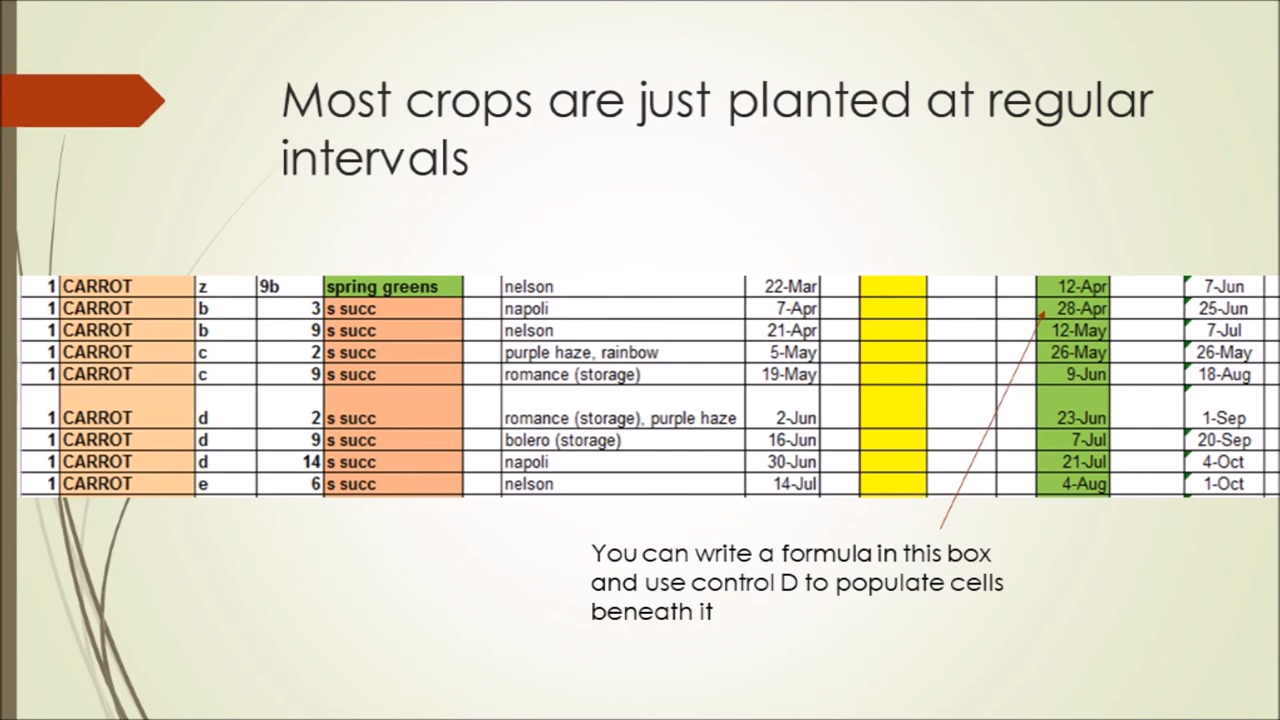 Most crops are just planted at regular
intervals
1 CARROT z 9b spring greens nelson 22-Mar 12-Apr 7-Jun
1 CARROT b 3 s succ napoli 7-Apr 28-Apr 25-Jun
1 CARROT b 9 s succ nelson 21-Apr 12-May 7-Jul
1 CARROT c 2 s succ purple haze, rainbow 5-May 26-May 26-May
1 CARROT c 9 s succ romance (storage) 19-May 9-Jun 18-Aug
1 CARROT d 2 s succ romance (storage), purple haze 2-Jun 23-Jun 1-Sep
1 CARROT d 9 s succ bolero (storage) 16-Jun 7-Jul 20-Sep
1 CARROT d 14 s succ napoli 30-Jun 21-Jul 4-Oct
1 CARROT e 6 s succ nelson 14-Jul 4-Aug 1-Oct
You can write a formula in this box
and use control D to populate cells
beneath it